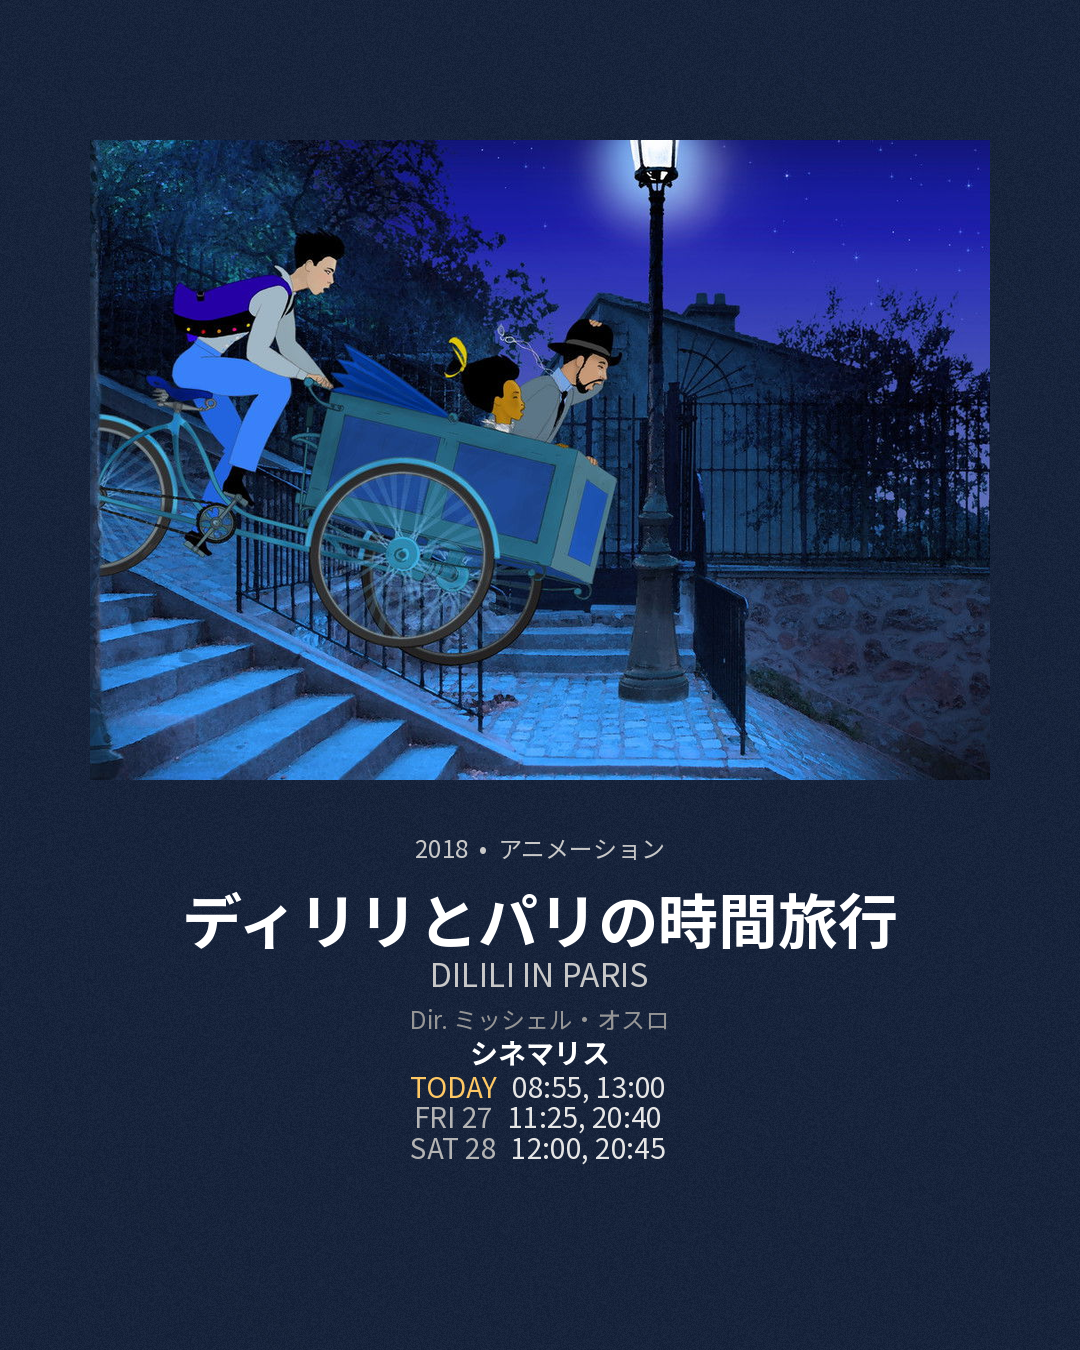 2018 • アニメーション
ディリリとパリの時間旅行
DILILI IN PARIS
Dir. ミッシェル・オスロ
シネマリス
TODAY 08:55, 13:00
FRI 27 11:25, 20:40
SAT 28 12:00, 20:45